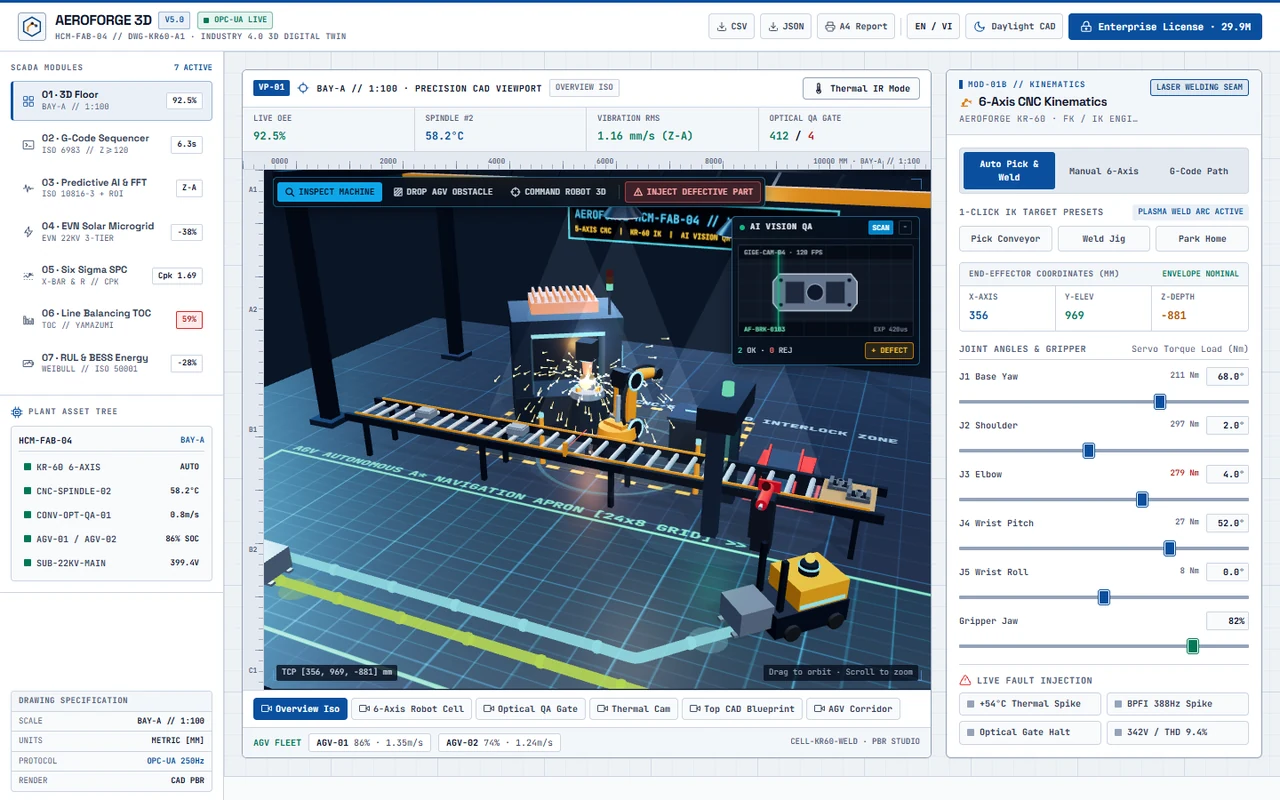 AEROFORGE 3D
V5.0
OPC-UA LIVE
HCM-FAB-04 // DWG-KR60-A1 · INDUSTRY 4.0 3D DIGITAL TWIN
CSV
JSON
A4 Report
EN / VI
Daylight CAD
Enterprise License · 29.9M
SCADA MODULES
7 ACTIVE
01·3D Floor
BAY-A // 1:100
92.5%
02·G-Code Sequencer
ISO 6983 // Z≥120
6.3s
03·Predictive AI & FFT
ISO 10816-3 + ROI
Z-A
04·EVN Solar Microgrid
EVN 22KV 3-TIER
-38%
05·Six Sigma SPC
X-BAR & R // CPK
Cpk 1.69
06·Line Balancing TOC
TOC // YAMAZUMI
59%
07·RUL & BESS Energy
WEIBULL // ISO 50001
-28%
PLANT ASSET TREE
HCM-FAB-04
BAY-A
KR-60 6-AXIS
AUTO
CNC-SPINDLE-02
58.2°C
CONV-OPT-QA-01
0.8m/s
AGV-01 / AGV-02
86% SOC
SUB-22KV-MAIN
399.4V
DRAWING SPECIFICATION
SCALE
BAY-A // 1:100
UNITS
METRIC [MM]
PROTOCOL
OPC-UA 250Hz
RENDER
CAD PBR
VP-01
BAY-A // 1:100 · PRECISION CAD VIEWPORT
OVERVIEW ISO
Thermal IR Mode
LIVE OEE
92.5%
SPINDLE #2
58.2°C
VIBRATION RMS
1.16 mm/s (Z-A)
OPTICAL QA GATE
412 / 4
0000
2000
4000
6000
8000
10000 MM · BAY-A // 1:100
A1
A2
B1
B2
C1
INSPECT MACHINE
DROP AGV OBSTACLE
COMMAND ROBOT 3D
INJECT DEFECTIVE PART
HCM-FAB-04 //
5-AXIS CNC | KR-60 IK | AI VISION
AI VISION QA
SCAN
GIGE-CAM-04 · 120 FPS
AF-BRK-0103
EXP 420us
2 OK · 0 REJ
+ DEFECT
INTERLOCK ZONE
AGV AUTONOMOUS A* NAVIGATION APRON [24x8 GRID] >>
TCP [356, 969, -881] mm
Drag to orbit · Scroll to zoom
Overview Iso
6-Axis Robot Cell
Optical QA Gate
Thermal Cam
Top CAD Blueprint
AGV Corridor
AGV FLEET
AGV-01 86% · 1.35m/s
AGV-02 74% · 1.24m/s
CELL-KR60-WELD · PBR STUDIO
MOD-01B // KINEMATICS
LASER WELDING SEAM
6-Axis CNC Kinematics
AEROFORGE KR-60 · FK / IK ENGI…
Auto Pick &
Weld
Manual 6-Axis
G-Code Path
1-CLICK IK TARGET PRESETS
PLASMA WELD ARC ACTIVE
Pick Conveyor
Weld Jig
Park Home
END-EFFECTOR COORDINATES (MM)
ENVELOPE NOMINAL
X-AXIS
356
Y-ELEV
969
Z-DEPTH
-881
JOINT ANGLES & GRIPPER
Servo Torque Load (Nm)
J1 Base Yaw
211 Nm
68.0°
J2 Shoulder
297 Nm
2.0°
J3 Elbow
279 Nm
4.0°
J4 Wrist Pitch
27 Nm
52.0°
J5 Wrist Roll
8 Nm
0.0°
Gripper Jaw
82%
LIVE FAULT INJECTION
+54°C Thermal Spike
BPFI 388Hz Spike
Optical Gate Halt
342V / THD 9.4%